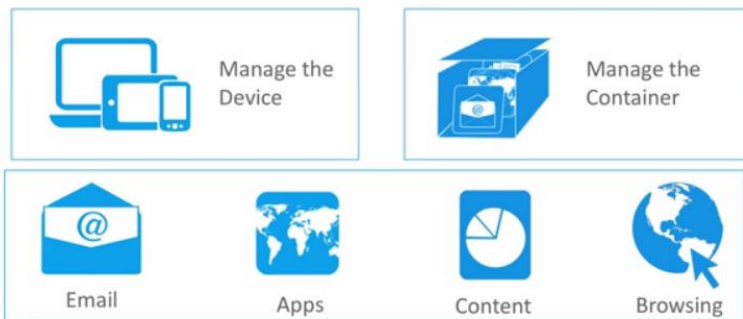 Manage the
Device
Manage the
Container
@
@
Email
Apps
Content
Browsing